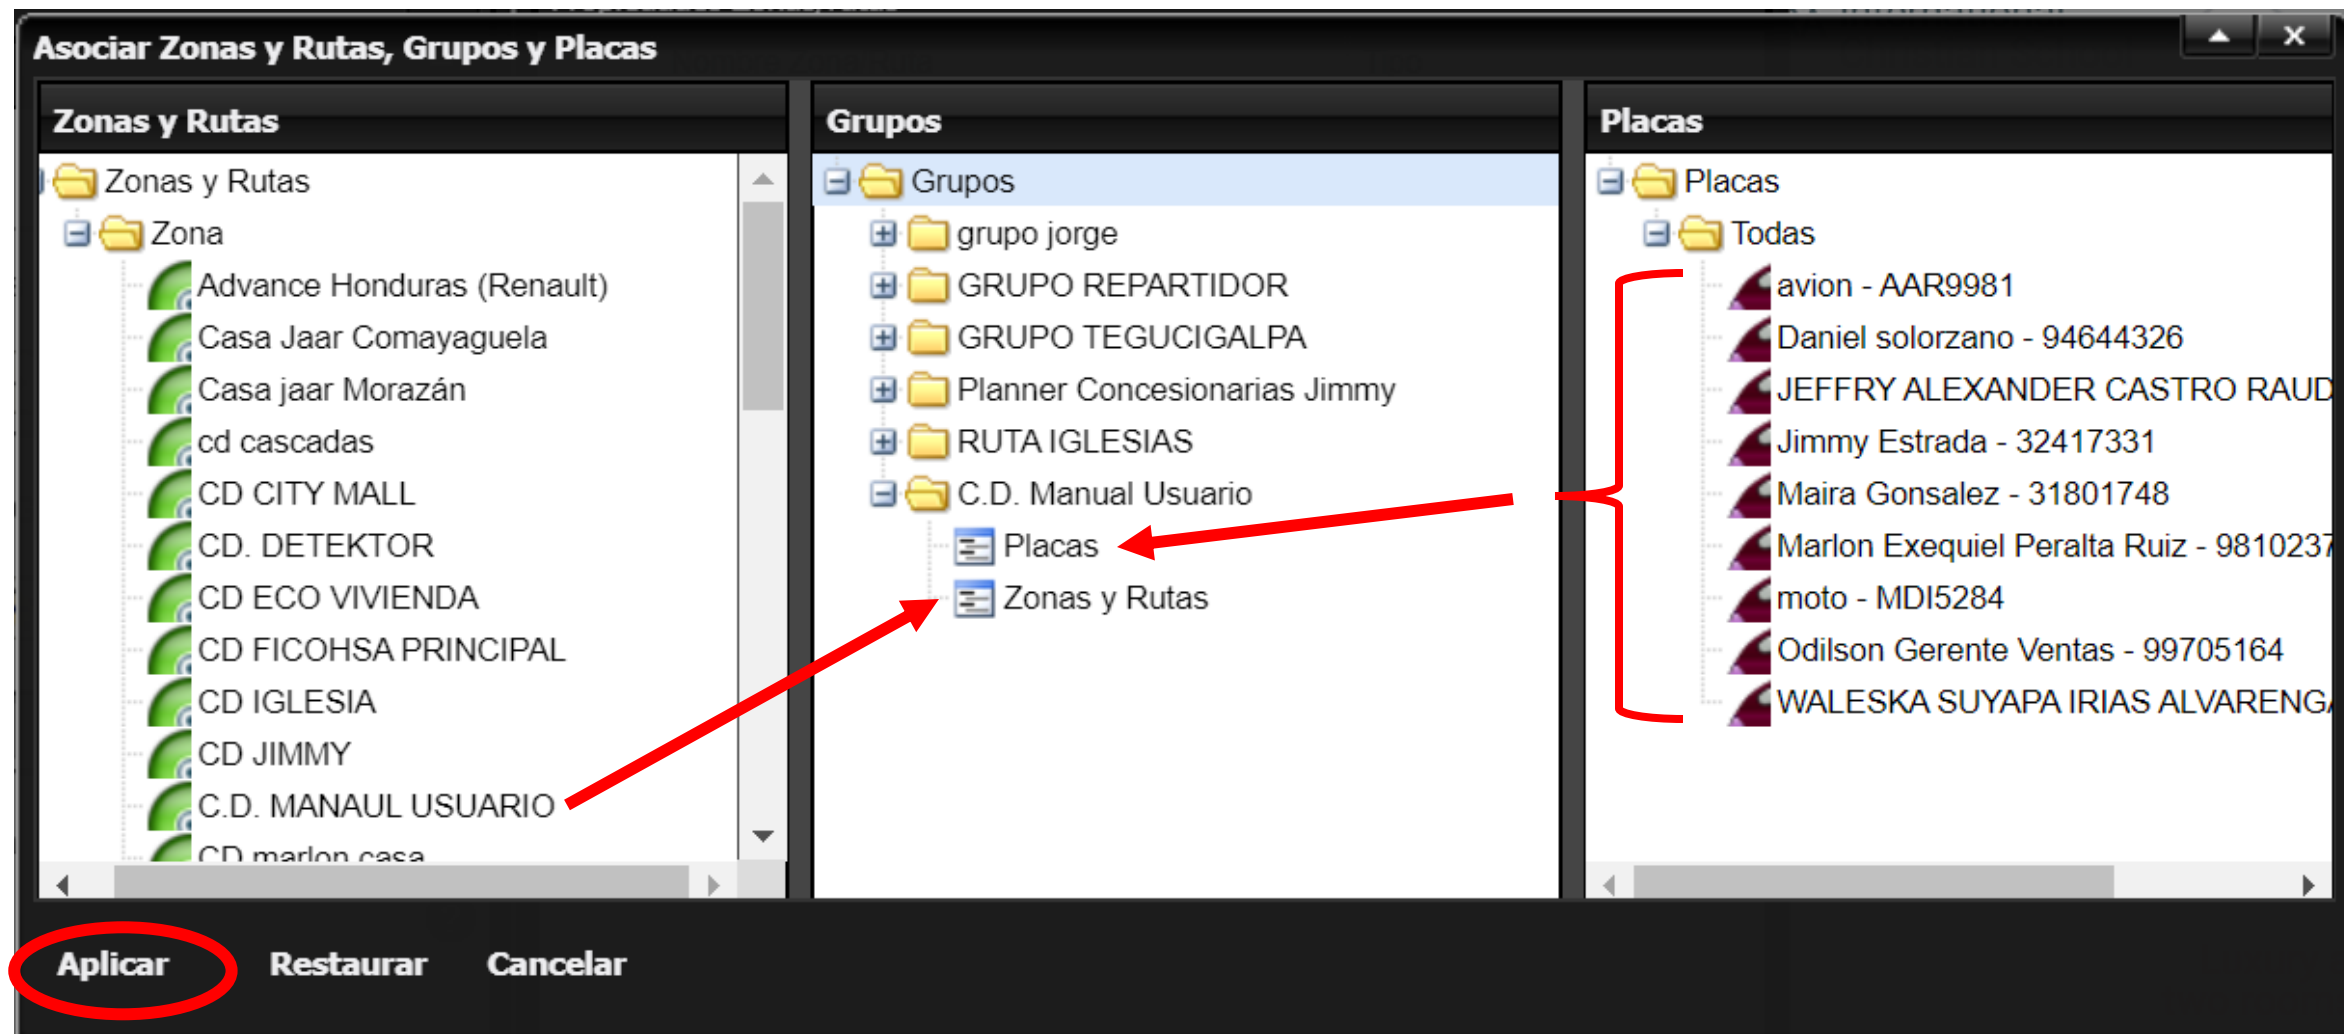 Asociar Zonas y Rutas, Grupos y Placas
Zonas y Rutas
Zonas y Rutas
Zona
Advance Honduras (Renault)
Casa Jaar Comayaguela
Casa jaar Morazán
cd cascadas
CD CITY MALL
CD. DETEKTOR
CD ECO VIVIENDA
CD FICOHSA PRINCIPAL
CD IGLESIA
CD JIMMY
C.D. MANAUL USUARIO
CD marlon casa
Grupos
Grupos
grupo jorge
GRUPO REPARTIDOR
GRUPO TEGUCIGALPA
Planner Concesionarias Jimmy
RUTA IGLESIAS
C.D. Manual Usuario
Placas
Zonas y Rutas
Placas
Placas
Todas
avion - AAR9981
Daniel solorzano - 94644326
JEFFRY ALEXANDER CASTRO RAUD
Jimmy Estrada - 32417331
Maira Gonsalez - 31801748
Marlon Exequiel Peralta Ruiz - 9810237
moto - MDI5284
Odilson Gerente Ventas - 99705164
WALESKA SUYAPA IRIAS ALVARENGA
Aplicar Restaurar Cancelar